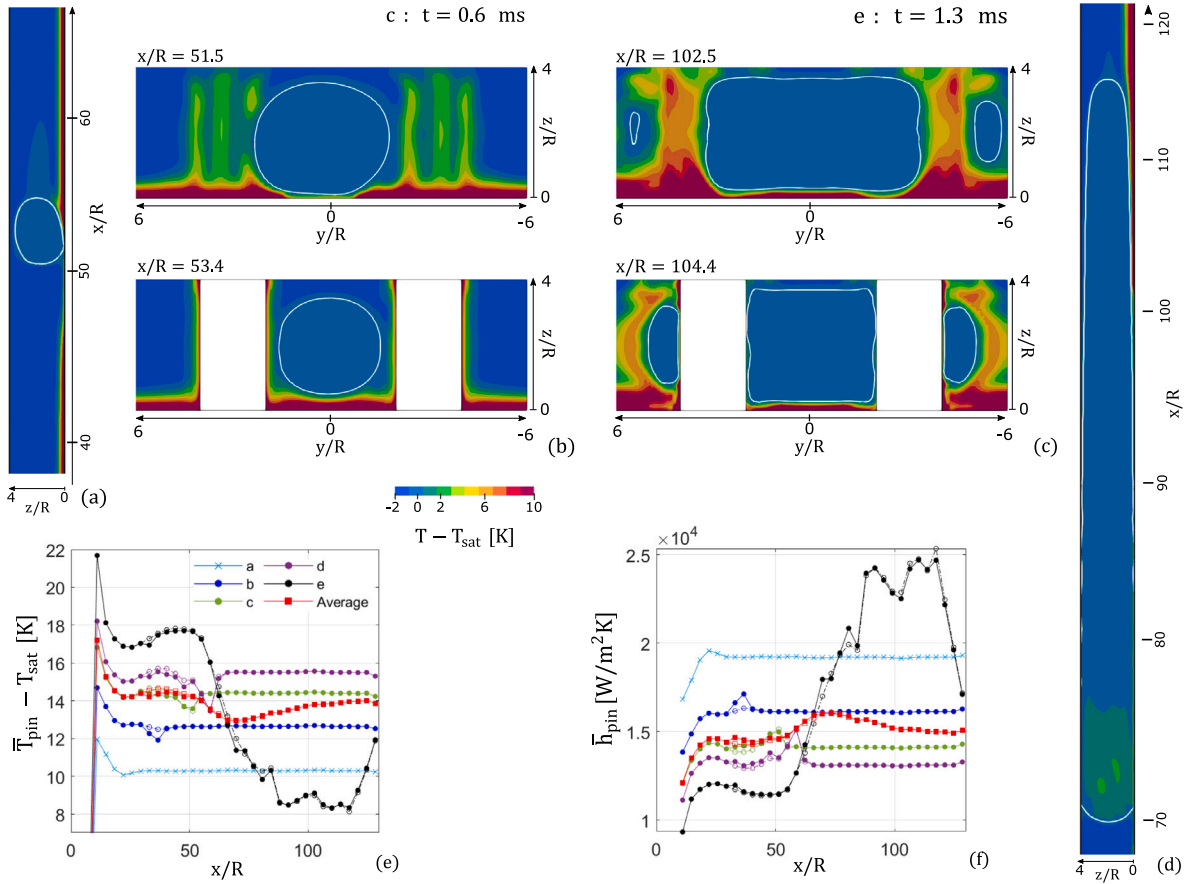 c : t = 0.6 ms
e : t = 1.3 ms
60
50
40
x/R
4
0
z/R
(a)
x/R = 51.5
4
0
z/R
6
0
-6
y/R
x/R = 53.4
4
0
z/R
6
0
-6
y/R
(b)
x/R = 102.5
4
0
z/R
6
0
-6
y/R
x/R = 104.4
4
0
z/R
6
0
-6
y/R
(c)
120
110
100
x/R
90
80
70
4
0
z/R
(d)
-2 0 2 4 6 10
T − Tsat [K]
22
20
18
16
14
12
10
8
T̅pin − Tsat [K]
a
b
c
d
e
Average
0
50
100
x/R
(e)
×10⁴
2.5
2
1.5
1
h̅pin [W/m²K]
0
50
100
x/R
(f)